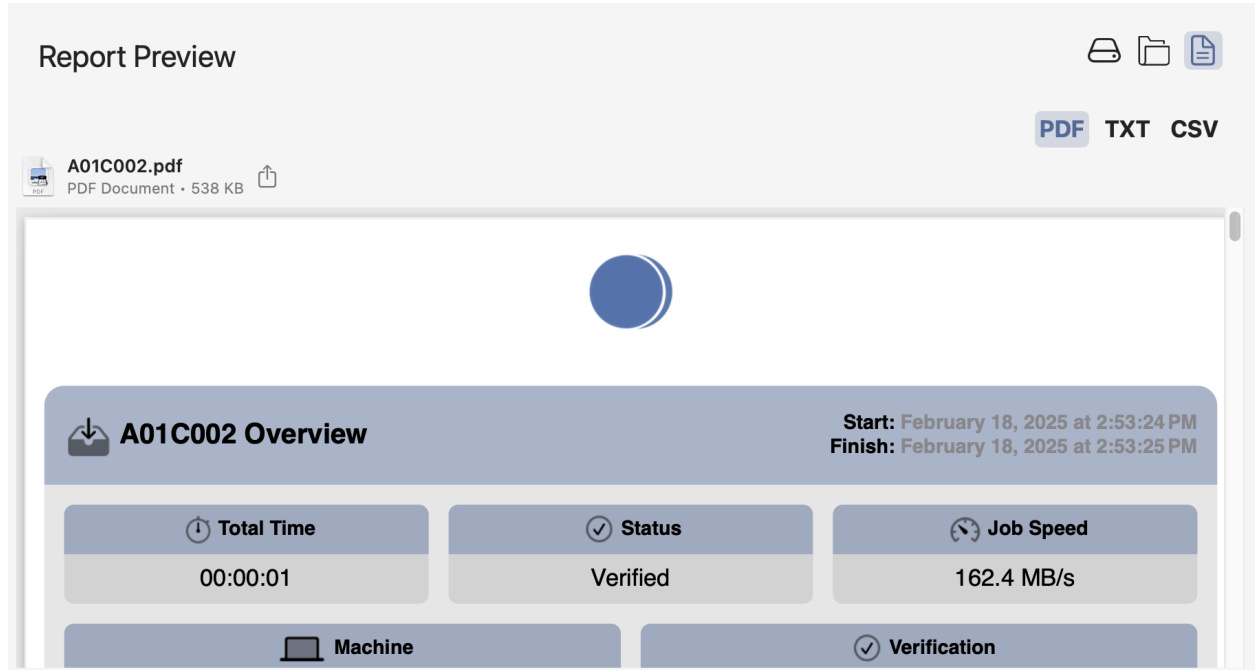 Report Preview
PDF TXT CSV
A01C002.pdf
PDF Document • 538 KB
PDF
A01C002 Overview
Start: February 18, 2025 at 2:53:24 PM
Finish: February 18, 2025 at 2:53:25 PM
Total Time
00:00:01
Status
Verified
Job Speed
162.4 MB/s
Machine
Verification